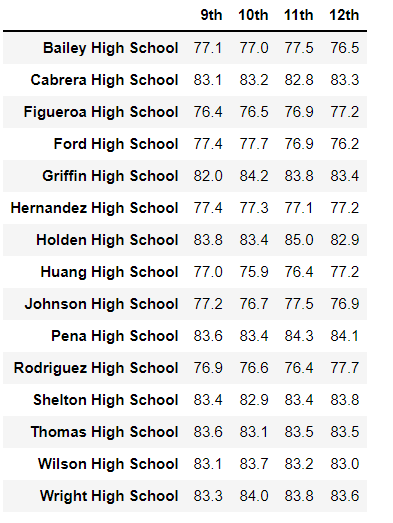 9th 10th 11th 12th
Bailey High School 77.1 77.0 77.5 76.5
Cabrera High School 83.1 83.2 82.8 83.3
Figueroa High School 76.4 76.5 76.9 77.2
Ford High School 77.4 77.7 76.9 76.2
Griffin High School 82.0 84.2 83.8 83.4
Hernandez High School 77.4 77.3 77.1 77.2
Holden High School 83.8 83.4 85.0 82.9
Huang High School 77.0 75.9 76.4 77.2
Johnson High School 77.2 76.7 77.5 76.9
Pena High School 83.6 83.4 84.3 84.1
Rodriguez High School 76.9 76.6 76.4 77.7
Shelton High School 83.4 82.9 83.4 83.8
Thomas High School 83.6 83.1 83.5 83.5
Wilson High School 83.1 83.7 83.2 83.0
Wright High School 83.3 84.0 83.8 83.6